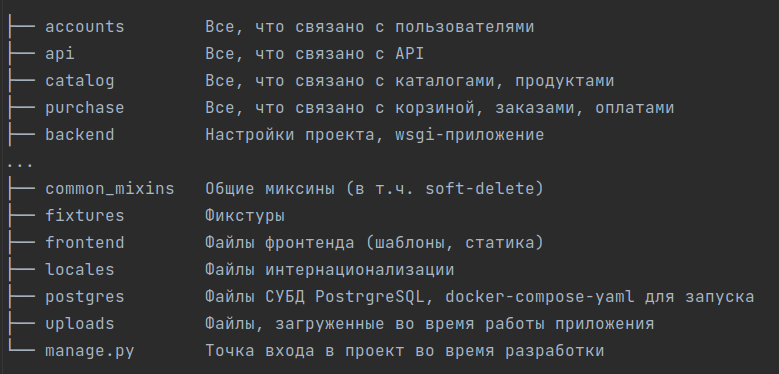 ├── accounts        Все, что связано с пользователями
├── api             Все, что связано с API
├── catalog         Все, что связано с каталогами, продуктами
├── purchase        Все, что связано с корзиной, заказами, оплатами
├── backend         Настройки проекта, wsgi-приложение
...
├── common_mixins   Общие миксины (в т.ч. soft-delete)
├── fixtures        Фикстуры
├── frontend        Файлы фронтенда (шаблоны, статика)
├── locales         Файлы интернационализации
├── postgres        Файлы СУБД PostrgreSQL, docker-compose-yaml для запуска
├── uploads         Файлы, загруженные во время работы приложения
└── manage.py       Точка входа в проект во время разработки